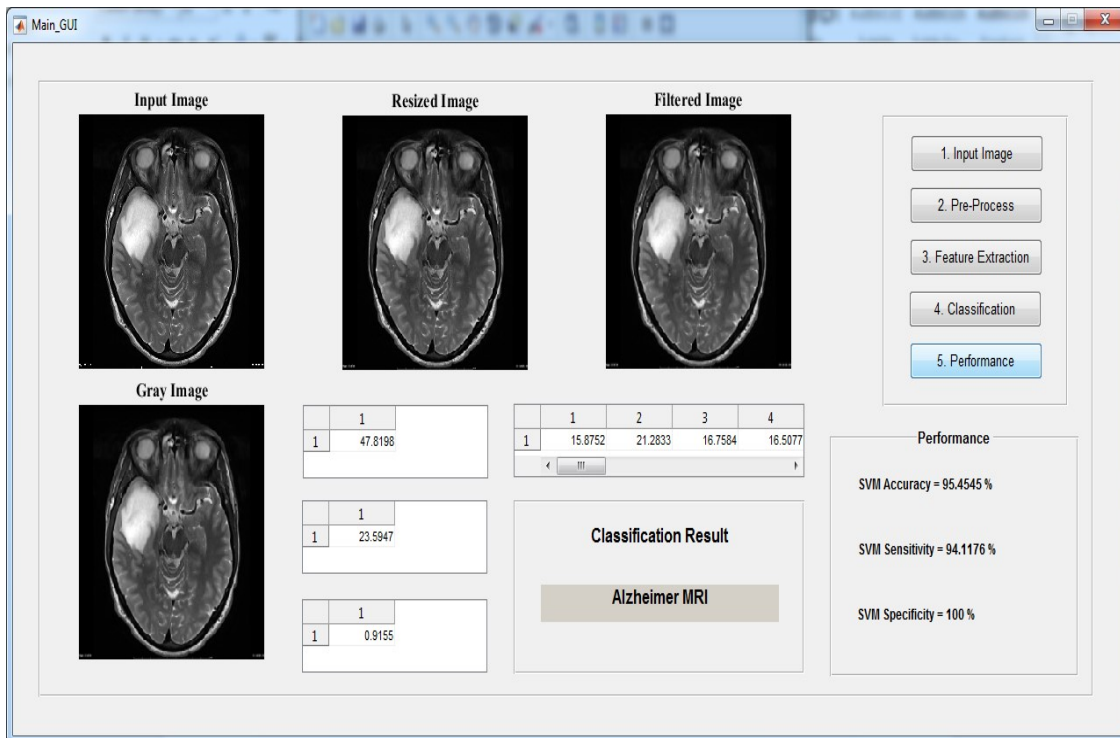 Main_GUI
Input Image
Resized Image
Filtered Image
1. Input Image
2. Pre-Process
3. Feature Extraction
4. Classification
5. Performance
Gray Image
1
1 47.8198
1
1 23.5947
1
1 0.9155
1 2 3 4
1 15.8752 21.2833 16.7584 16.5077
Classification Result
Alzheimer MRI
Performance
SVM Accuracy = 95.4545 %
SVM Sensitivity = 94.1176 %
SVM Specificity = 100 %